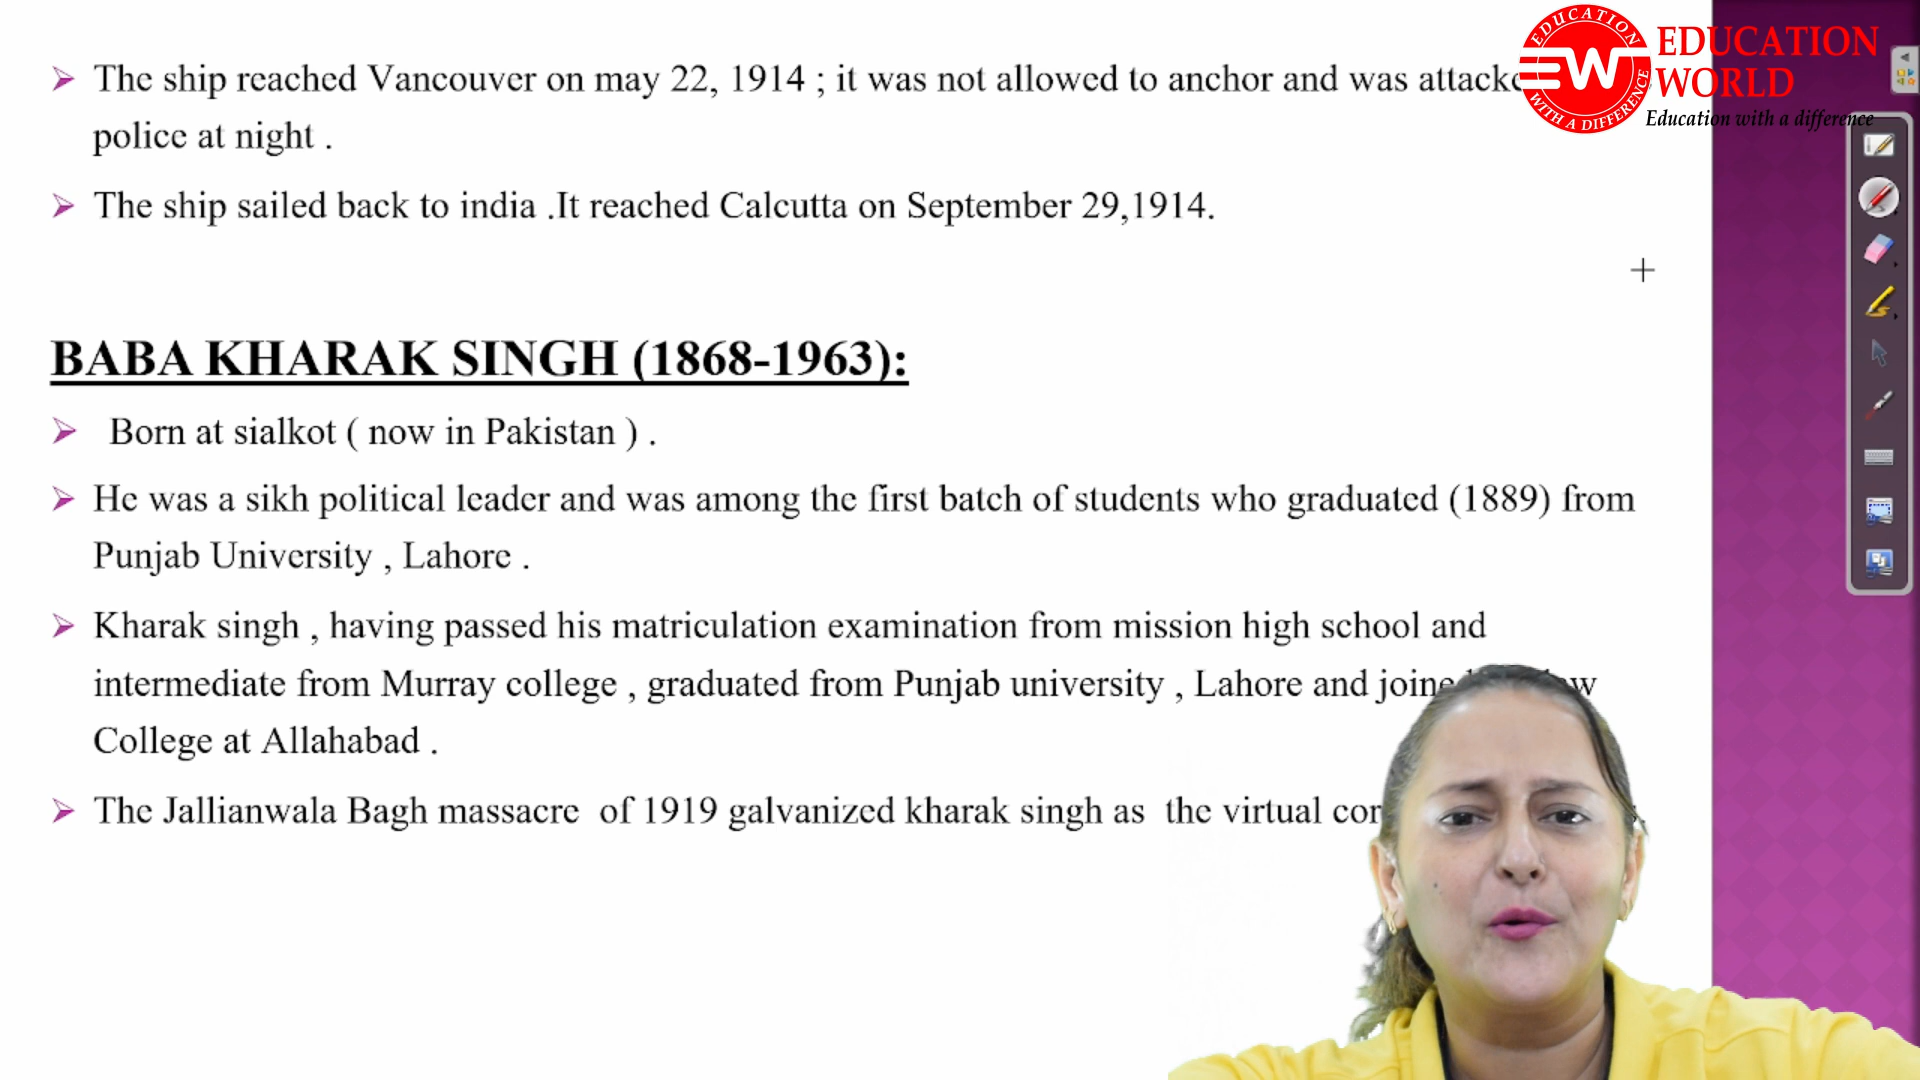 The ship reached Vancouver on may 22, 1914 ; it was not allowed to anchor and was
police at night .
The ship sailed back to india .It reached Calcutta on September 29,1914.
BABA KHARAK SINGH (1868-1963):
Born at sialkot ( now in Pakistan ) .
He was a sikh political leader and was among the first batch of students who graduated (1889) from
Punjab University , Lahore .
Kharak singh , having passed his matriculation examination from mission high school and
intermediate from Murray college , graduated from Punjab university , Lahore and
College at Allahabad .
The Jallianwala Bagh massacre of 1919 galvanized kharak singh as the virtual
EDUCATION
EW
WITH A DIFFERENCE
EDUCATION
WORLD
Education with a difference